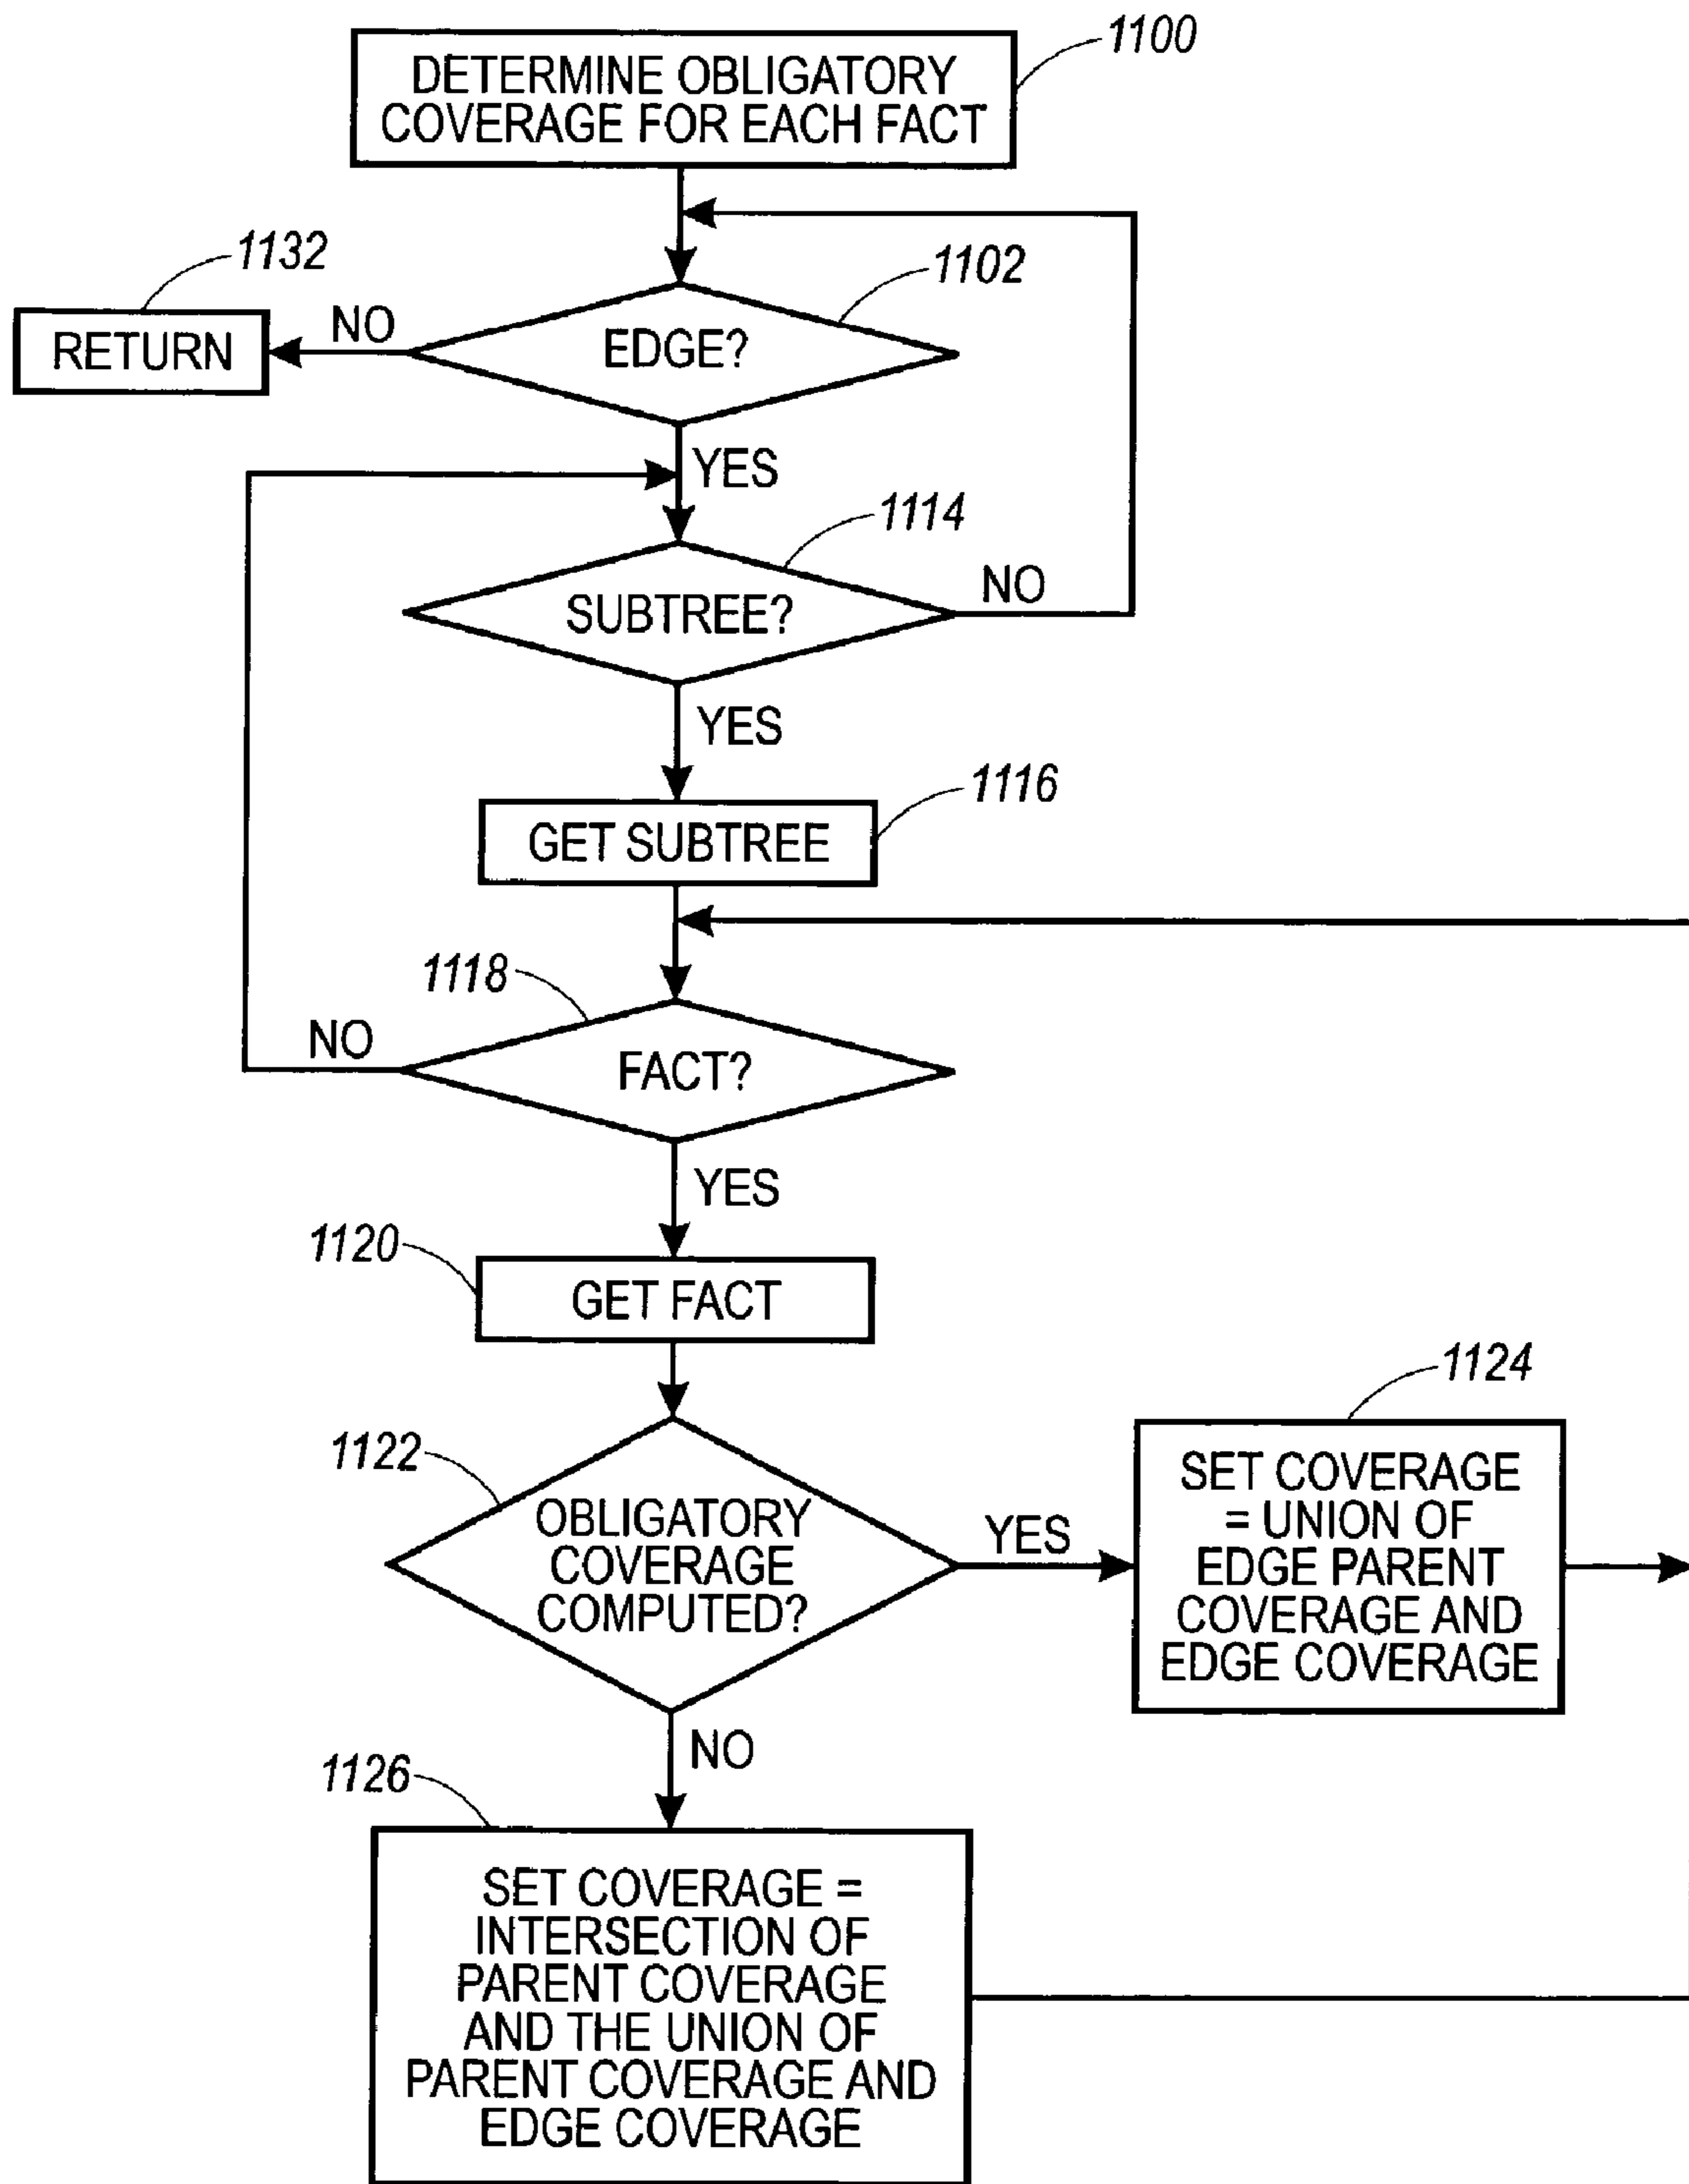 1100
DETERMINE OBLIGATORY
COVERAGE FOR EACH FACT
1132
1102
RETURN
NO
EDGE?
YES
1114
SUBTREE?
NO
YES
1116
GET SUBTREE
1118
NO
FACT?
YES
1120
GET FACT
1124
1122
OBLIGATORY
COVERAGE
COMPUTED?
YES
SET COVERAGE
= UNION OF
EDGE PARENT
COVERAGE AND
EDGE COVERAGE
NO
1126
SET COVERAGE =
INTERSECTION OF
PARENT COVERAGE
AND THE UNION OF
PARENT COVERAGE AND
EDGE COVERAGE